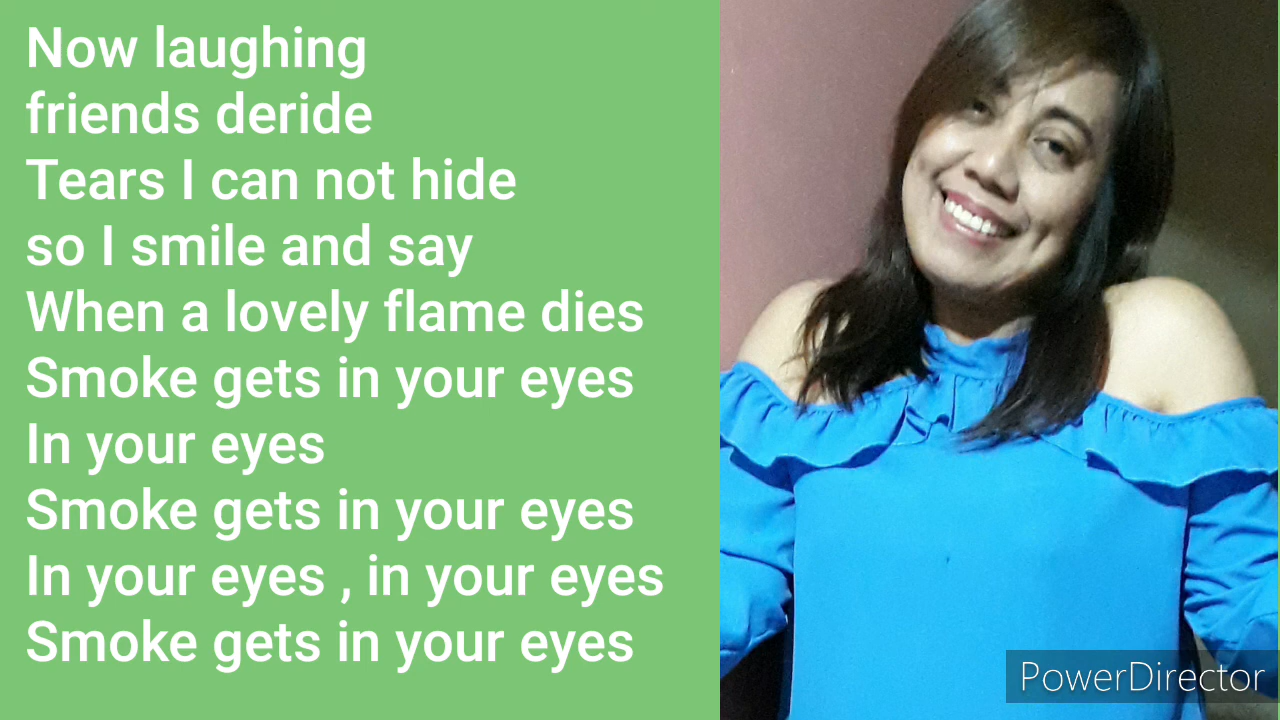 Now laughing
friends deride
Tears I can not hide
so I smile and say
When a lovely flame dies
Smoke gets in your eyes
In your eyes
Smoke gets in your eyes
In your eyes , in your eyes
Smoke gets in your eyes
PowerDirector